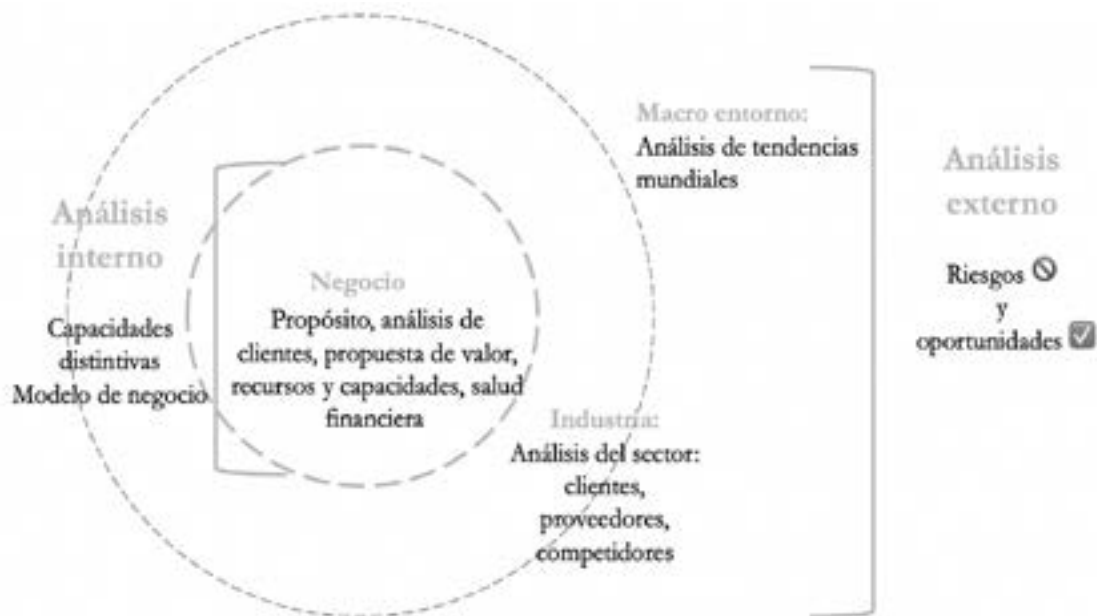 Macro entorno:
Análisis de tendencias
mundiales
Análisis
externo
Riesgos
y
oportunidades
Análisis
interno
Capacidades
distintivas
Modelo de negocio
Negocio
Propósito, análisis de
clientes, propuesta de valor,
recursos y capacidades, salud
financiera
Industria:
Análisis del sector:
clientes,
proveedores,
competidores